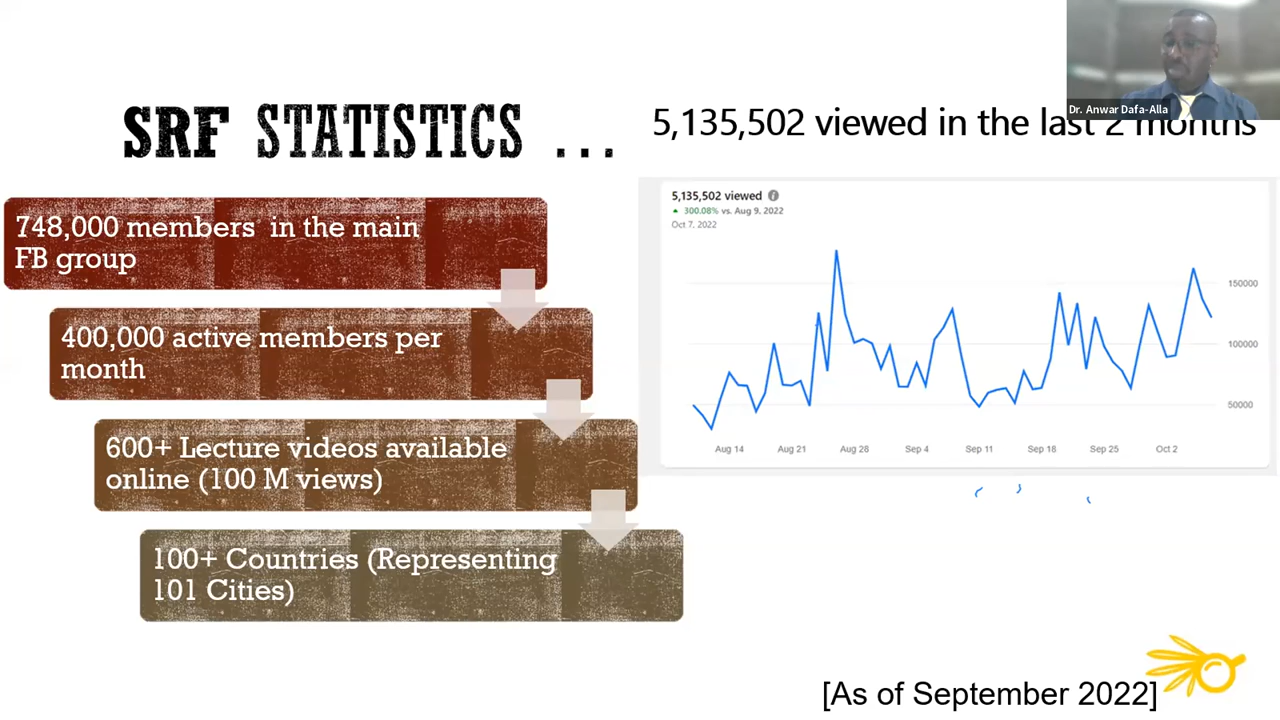 SRF STATISTICS ...
748,000 members in the main
FB group
400,000 active members per
month
600+ Lecture videos available
online (100 M views)
100+ Countries (Representing
101 Cities)
5,135,502 viewed in the last 2 months
Dr. Anwar Dafa-Alla
5,135,502 viewed
300.08% vs. Aug 9, 2022
Oct 7, 2022
150000
100000
50000
Aug 14 Aug 21 Aug 28 Sep 4 Sep 11 Sep 18 Sep 25 Oct 2
[As of September 2022]